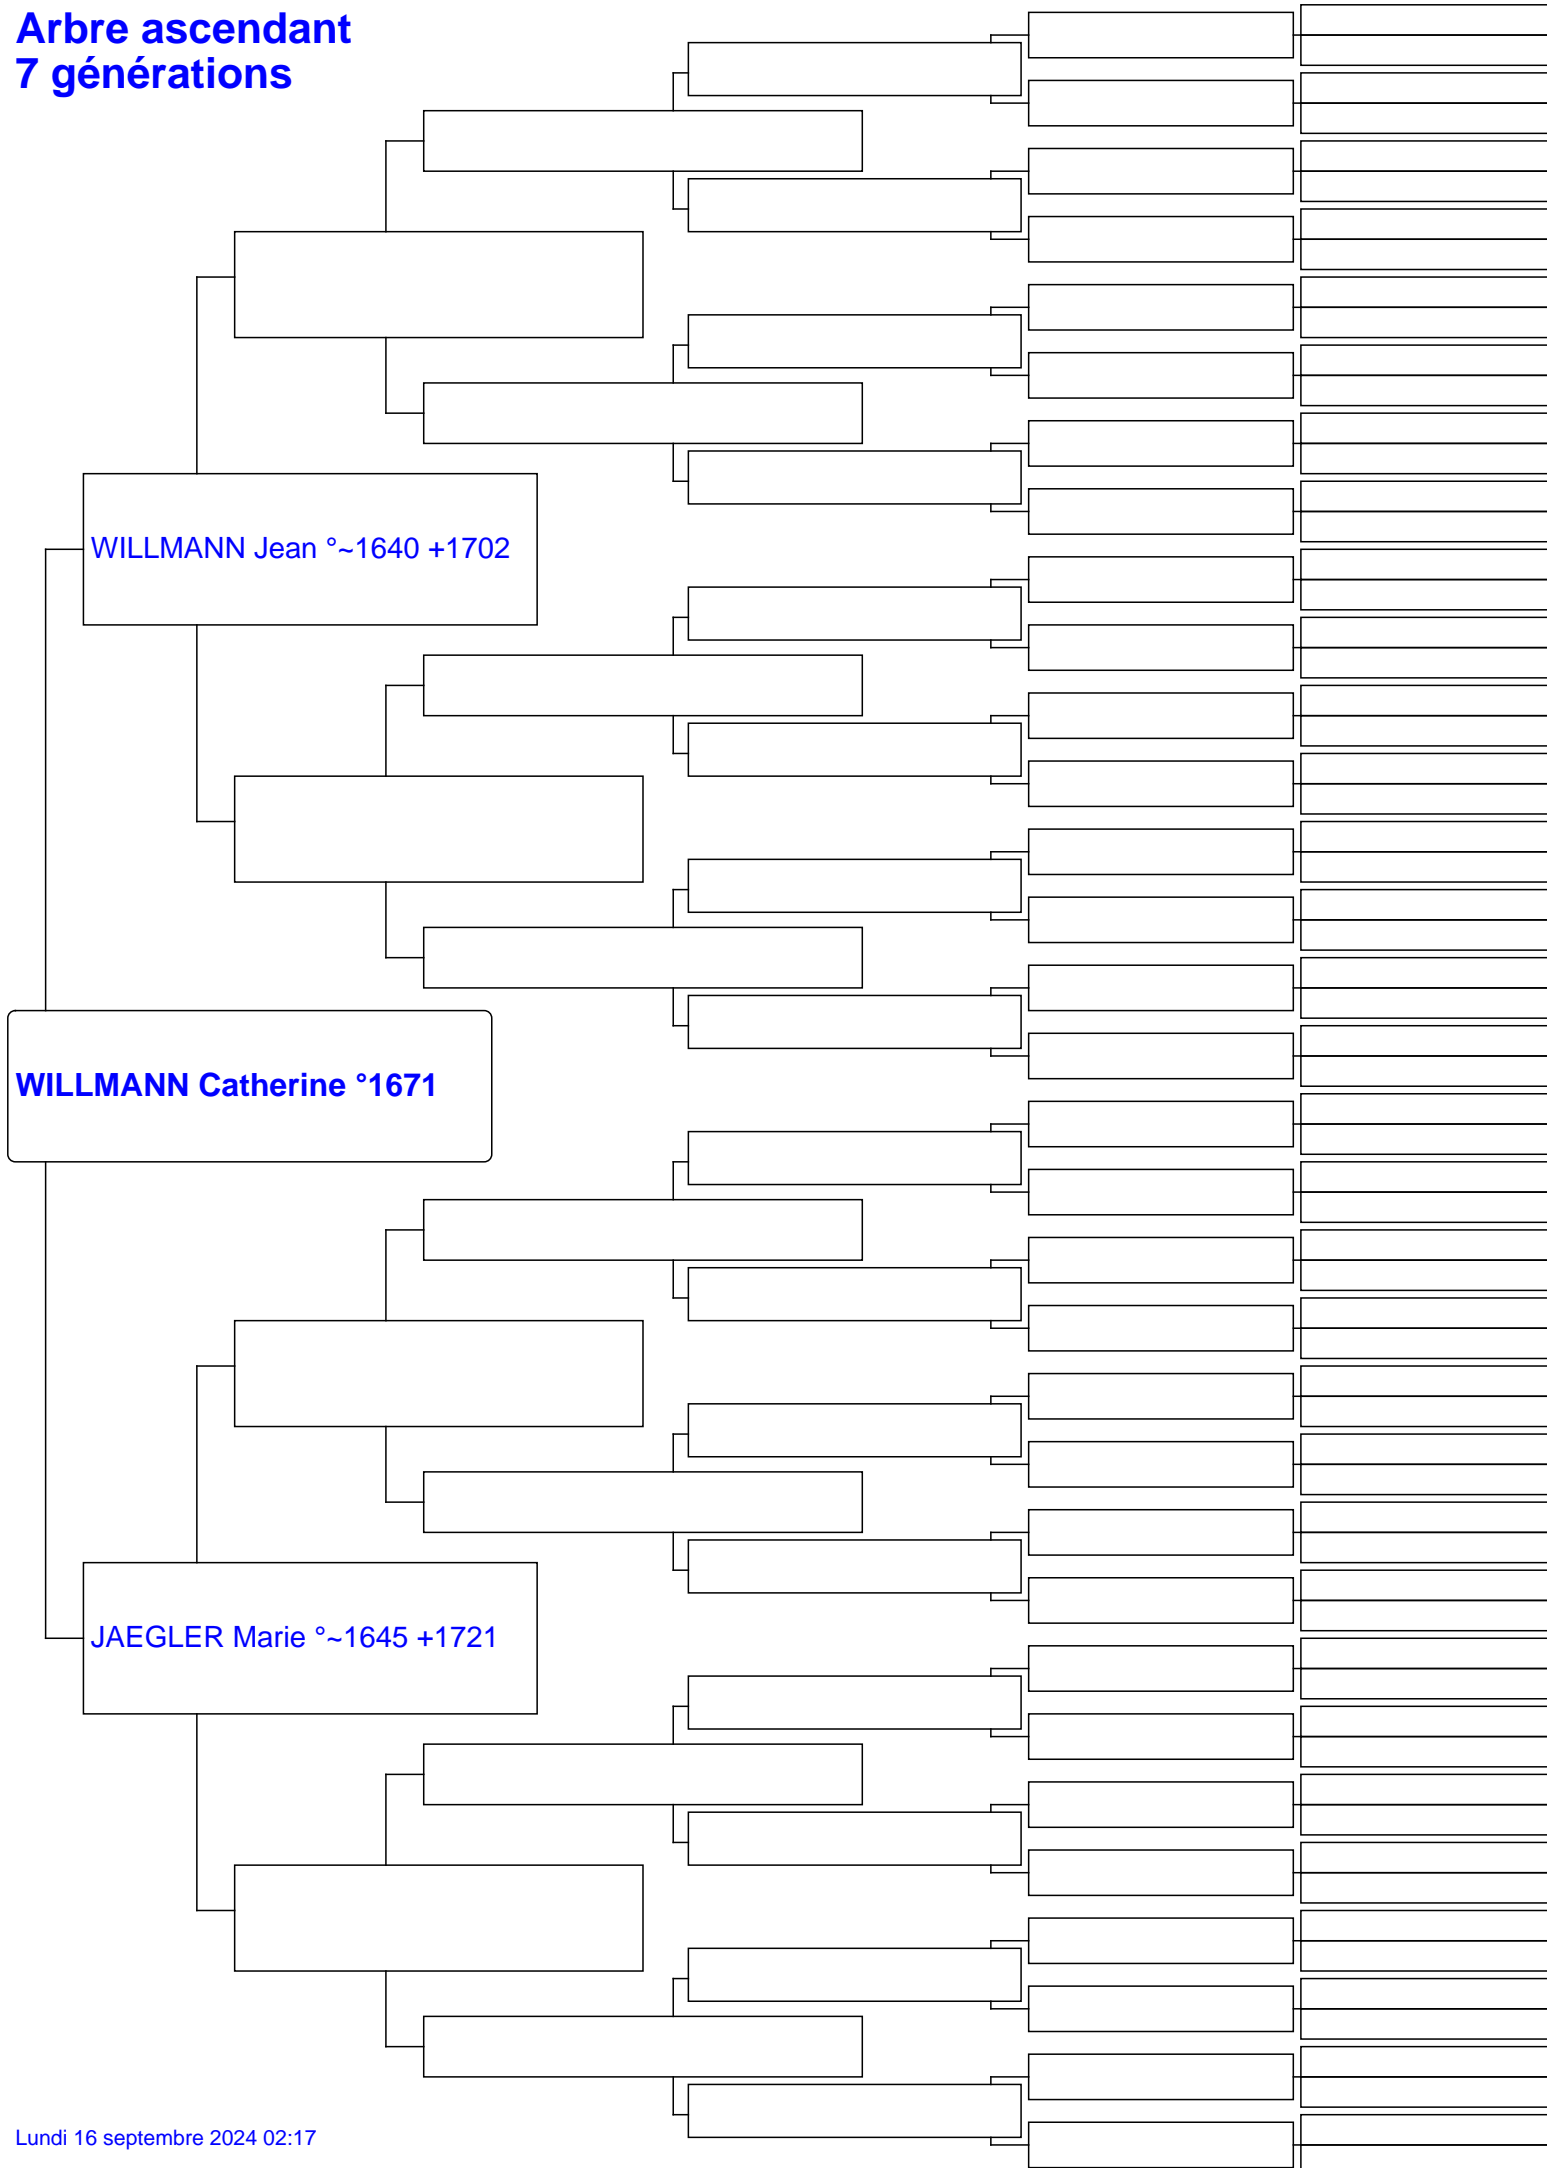 Arbre ascendant
7 générations
WILLMANN Jean °~1640 +1702
WILLMANN Catherine °1671
JAEGLER Marie °~1645 +1721
Lundi 16 septembre 2024 02:17